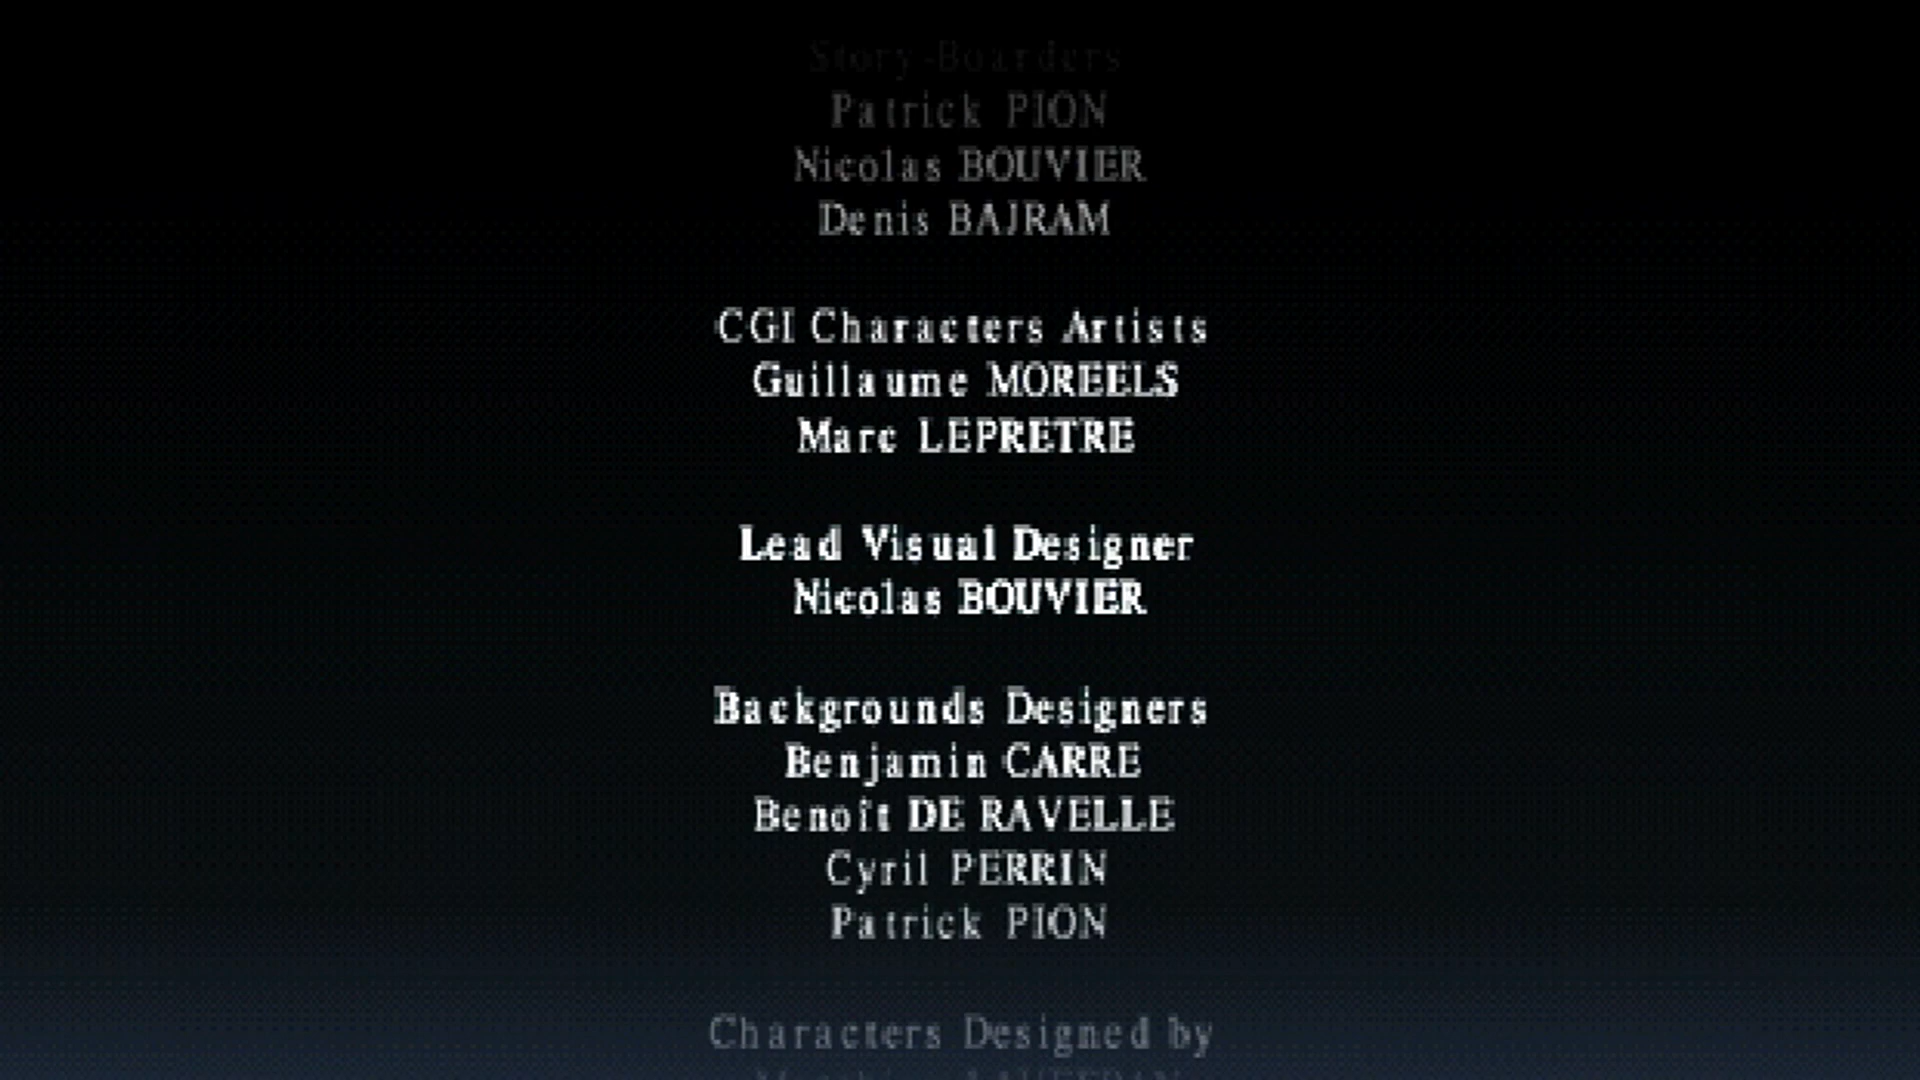 Story-Boarders
Patrick PION
Nicolas BOUVIER
Denis BAJRAM
CGI Characters Artists
Guillaume MOREELS
Marc LEPRETRE
Lead Visual Designer
Nicolas BOUVIER
Backgrounds Designers
Benjamin CARRE
Benoît DE RAVELLE
Cyril PERRIN
Patrick PION
Characters Designed by